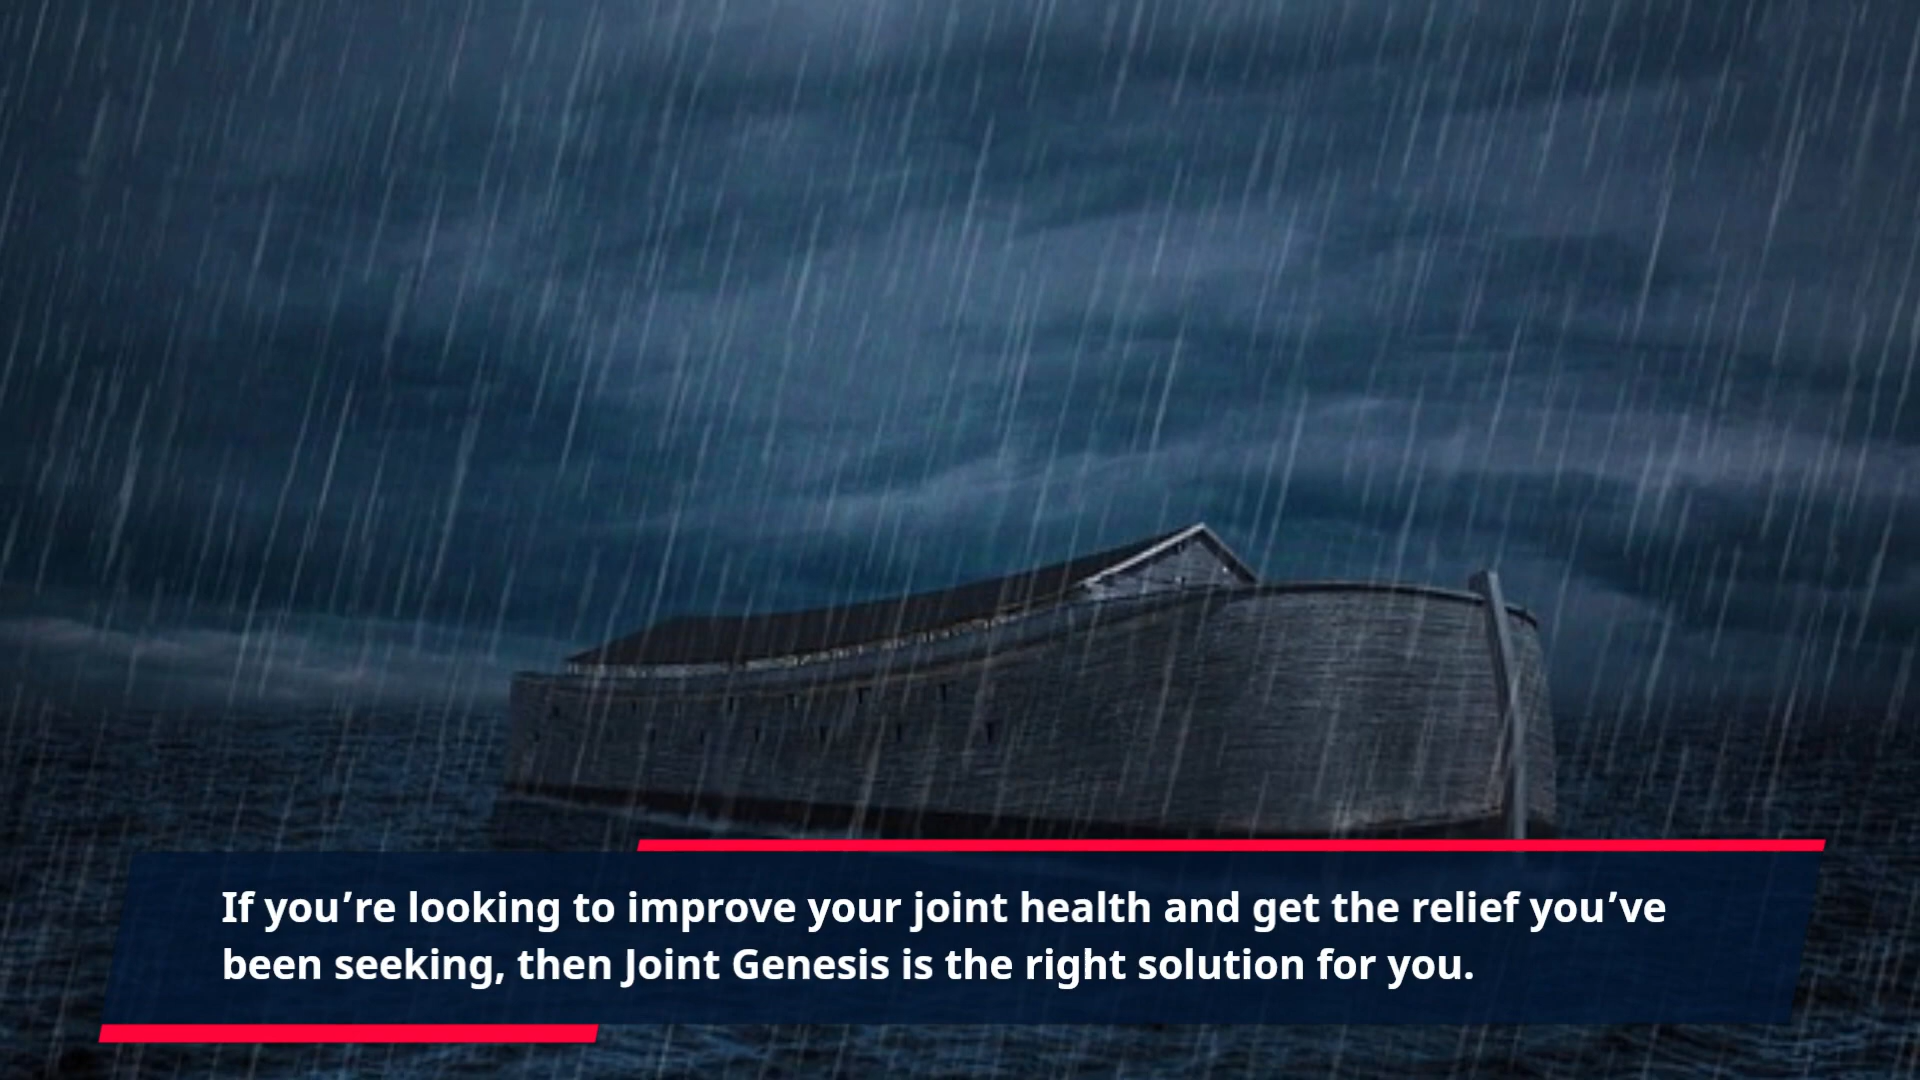 If you’re looking to improve your joint health and get the relief you’ve
been seeking, then Joint Genesis is the right solution for you.